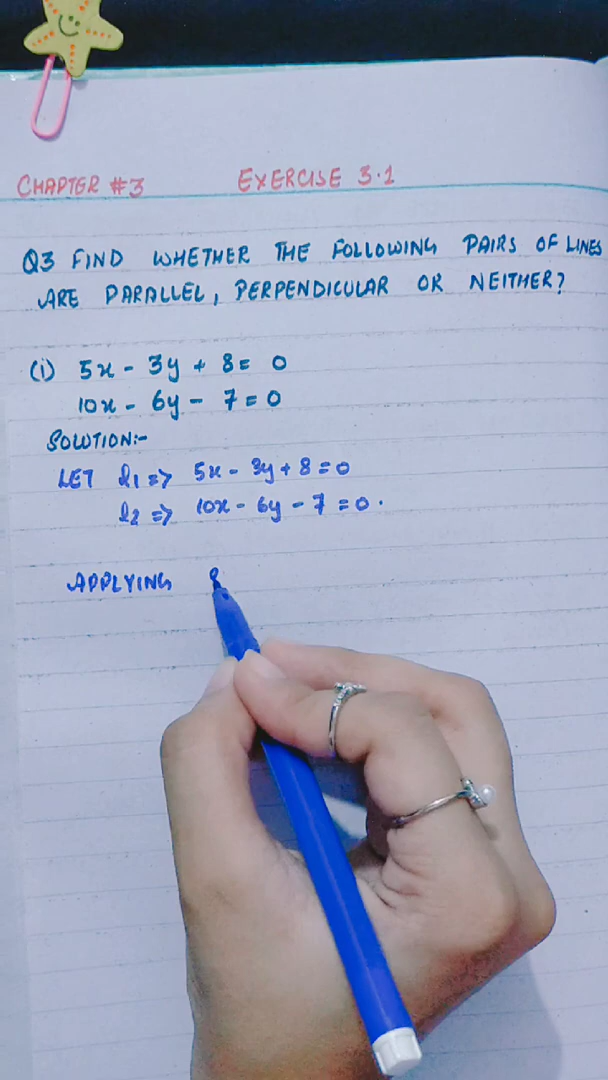 CHAPTER #3 EXERCISE 3.1
Q3 FIND WHETHER THE FOLLOWING PAIRS OF LINES
ARE PARALLEL, PERPENDICULAR OR NEITHER?
(i) 5x - 3y + 8 = 0
10x - 6y - 7 = 0
SOLUTION:-
LET l1 => 5x - 3y + 8 = 0
l2 => 10x - 6y - 7 = 0.
APPLYING